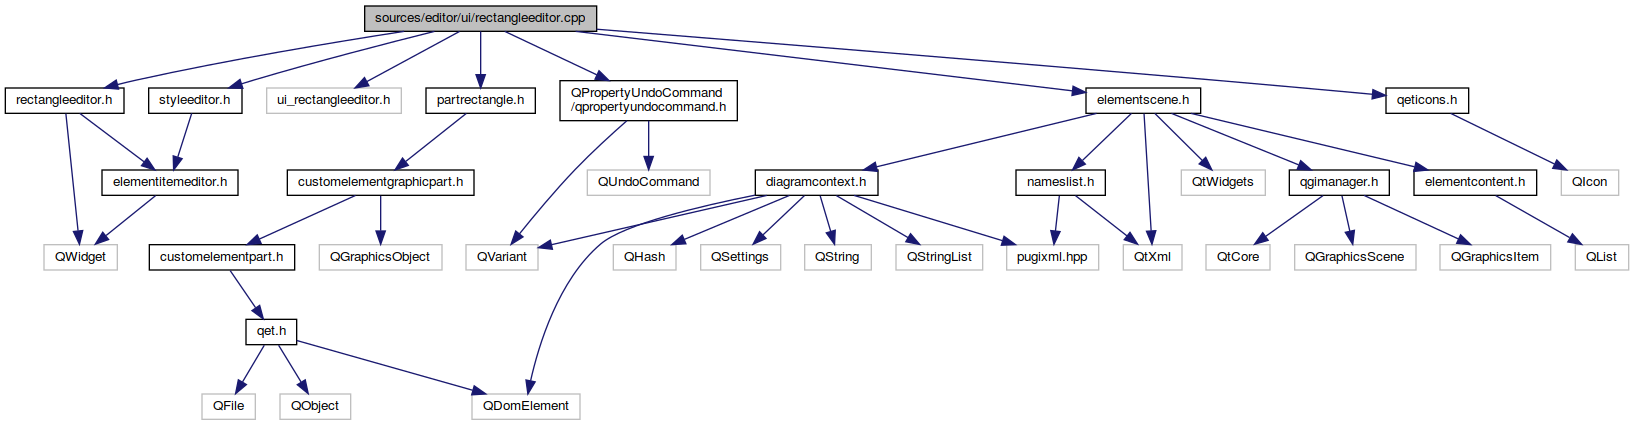 sources/editor/ui/rectangleeditor.cpp
rectangleeditor.h
styleeditor.h
ui_rectangleeditor.h
partrectangle.h
QPropertyUndoCommand
/qpropertyundocommand.h
elementscene.h
qeticons.h
elementitemeditor.h
customelementgraphicpart.h
QUndoCommand
diagramcontext.h
nameslist.h
QtWidgets
qgimanager.h
elementcontent.h
QIcon
QWidget
customelementpart.h
QGraphicsObject
QVariant
QHash
QSettings
QString
QStringList
pugixml.hpp
QtXml
QtCore
QGraphicsScene
QGraphicsItem
QList
qet.h
QFile
QObject
QDomElement